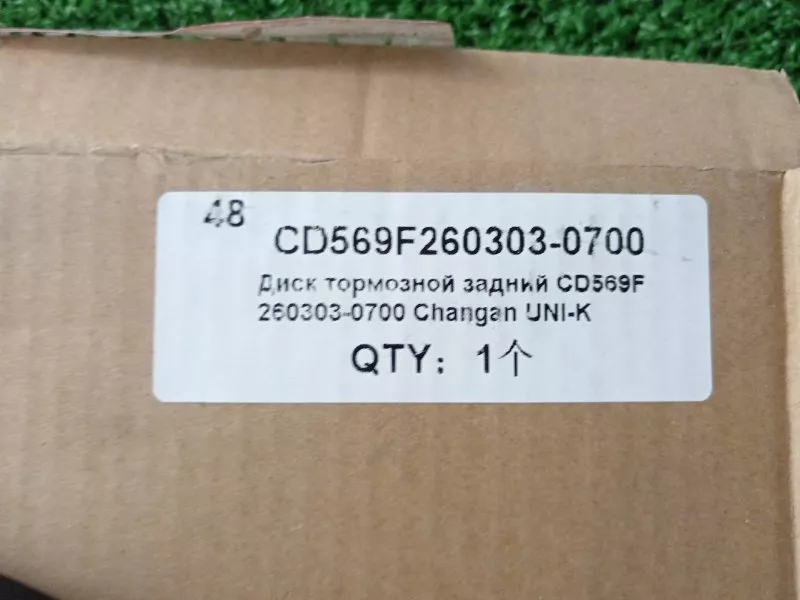 48
CD569F260303-0700
Диск тормозной задний CD569F
260303-0700 Changan UNI-K
QTY: 1个